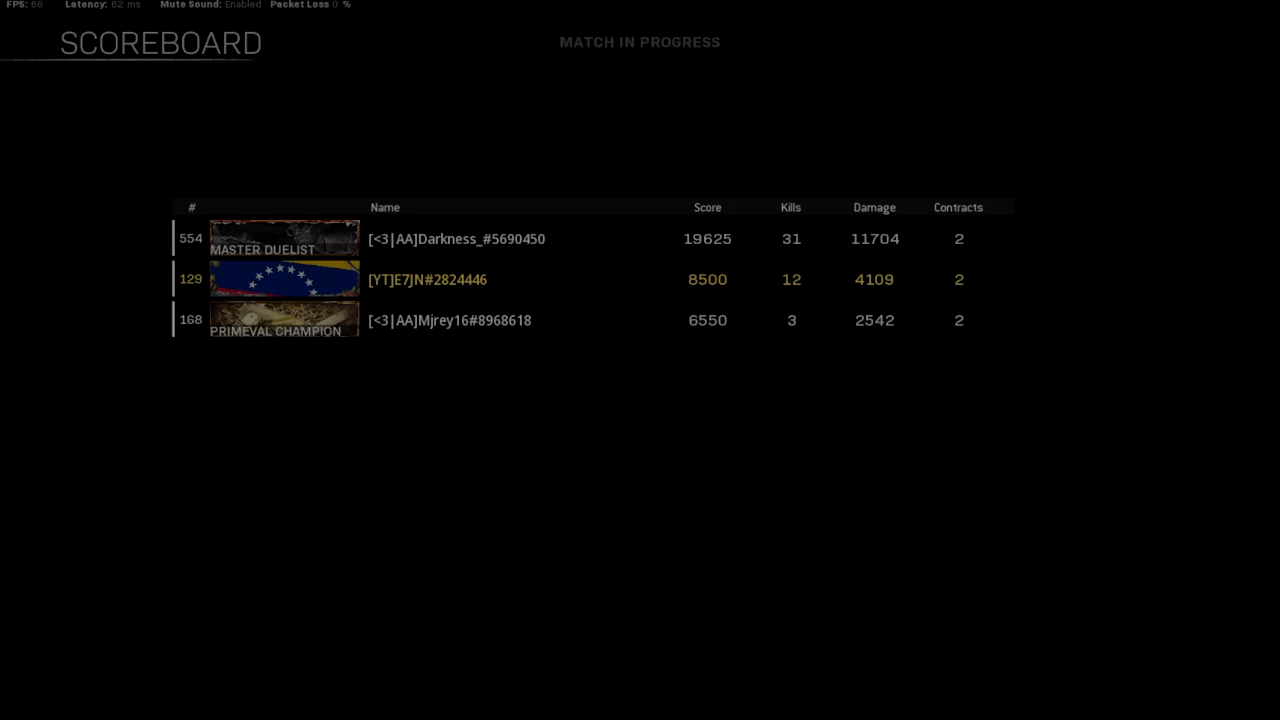 FPS: 66 Latency: 62 ms Mute Sound: Enabled Packet Loss 0 %
SCOREBOARD
MATCH IN PROGRESS
# Name Score Kills Damage Contracts
554 MASTER DUELIST [<3|AA]Darkness_#5690450 19625 31 11704 2
129 [YT]E7JN#2824446 8500 12 4109 2
168 PRIMEVAL CHAMPION [<3|AA]Mjrey16#8968618 6550 3 2542 2